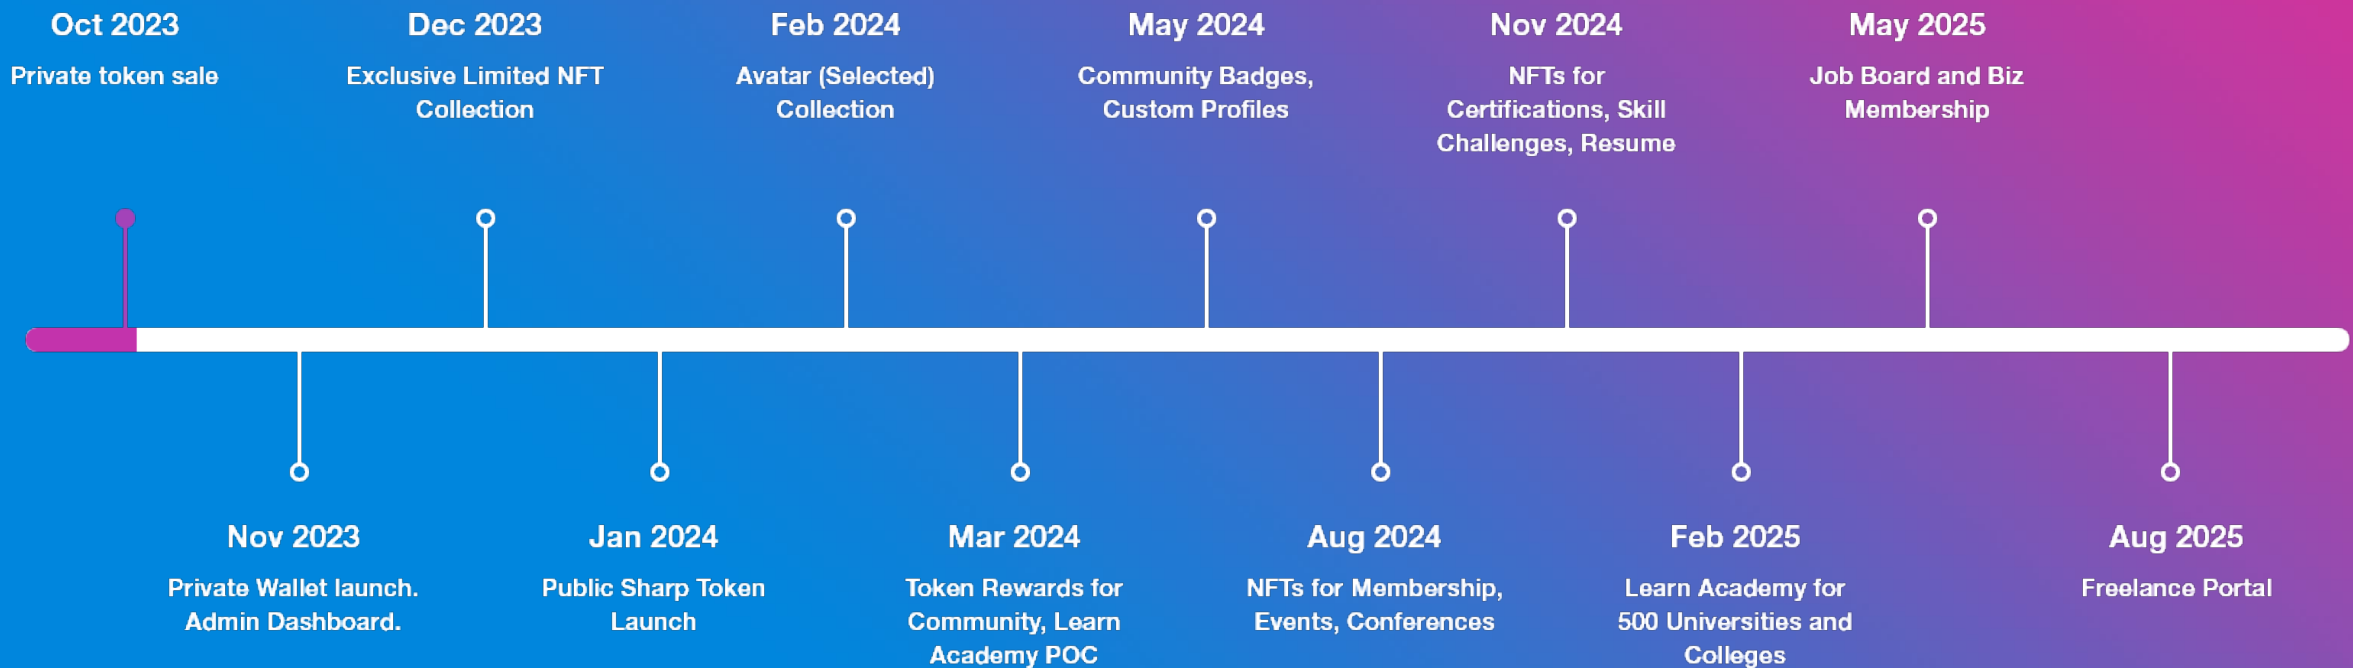 Oct 2023
Private token sale
Dec 2023
Exclusive Limited NFT
Collection
Feb 2024
Avatar (Selected)
Collection
May 2024
Community Badges,
Custom Profiles
Nov 2024
NFTs for
Certifications, Skill
Challenges, Resume
May 2025
Job Board and Biz
Membership
Nov 2023
Private Wallet launch.
Admin Dashboard.
Jan 2024
Public Sharp Token
Launch
Mar 2024
Token Rewards for
Community, Learn
Academy POC
Aug 2024
NFTs for Membership,
Events, Conferences
Feb 2025
Learn Academy for
500 Universities and
Colleges
Aug 2025
Freelance Portal